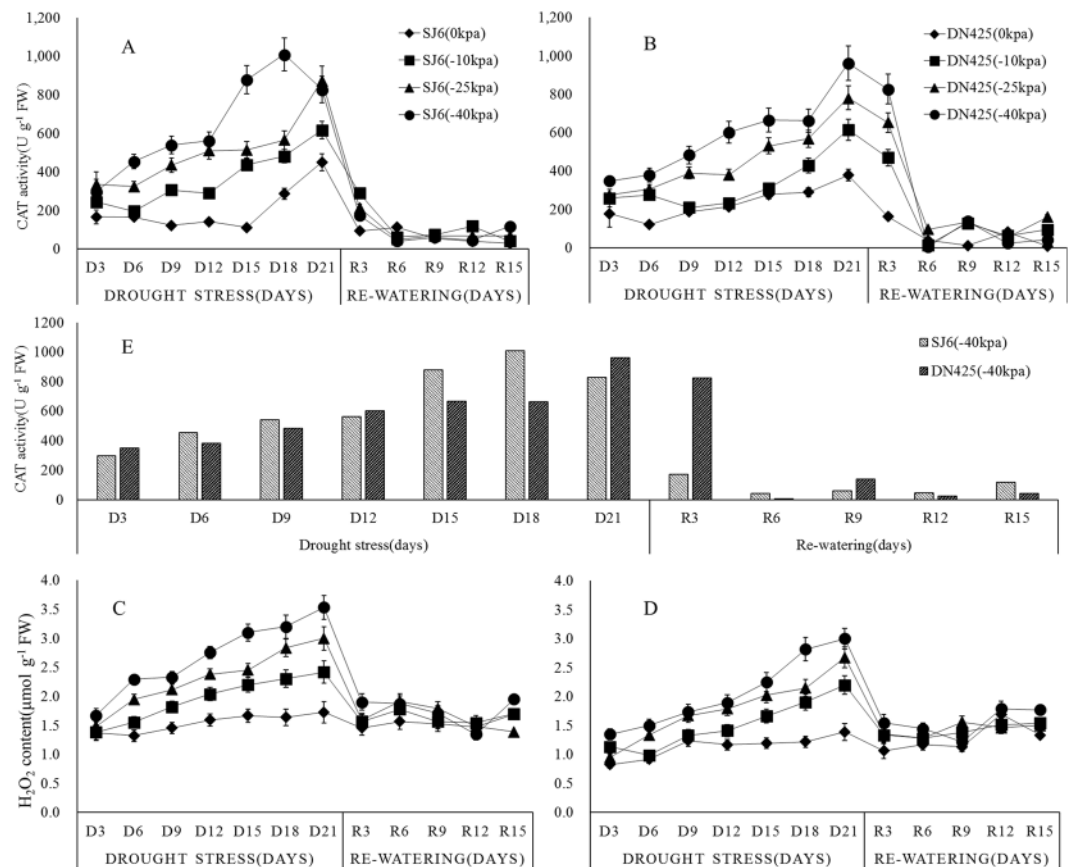 1,200
1,000
800
600
400
200
0
CAT activity(U g-1 FW)
A
SJ6(0kpa)
SJ6(-10kpa)
SJ6(-25kpa)
SJ6(-40kpa)
D3 D6 D9 D12 D15 D18 D21 R3 R6 R9 R12 R15
DROUGHT STRESS(DAYS) RE-WATERING(DAYS)
1,200
1,000
800
600
400
200
0
CAT activity(U g-1 FW)
B
DN425(0kpa)
DN425(-10kpa)
DN425(-25kpa)
DN425(-40kpa)
D3 D6 D9 D12 D15 D18 D21 R3 R6 R9 R12 R15
DROUGHT STRESS(DAYS) RE-WATERING(DAYS)
1200
1000
800
600
400
200
0
CAT activity(U g-1 FW)
E
SJ6(-40kpa)
DN425(-40kpa)
D3 D6 D9 D12 D15 D18 D21 R3 R6 R9 R12 R15
Drought stress(days) Re-watering(days)
4.0
3.5
3.0
2.5
2.0
1.5
1.0
0.5
0.0
H2O2 content(μmol g-1 FW)
C
D3 D6 D9 D12 D15 D18 D21 R3 R6 R9 R12 R15
DROUGHT STRESS(DAYS) RE-WATERING(DAYS)
4.0
3.5
3.0
2.5
2.0
1.5
1.0
0.5
0.0
D
D3 D6 D9 D12 D15 D18 D21 R3 R6 R9 R12 R15
DROUGHT STRESS(DAYS) RE-WATERING(DAYS)